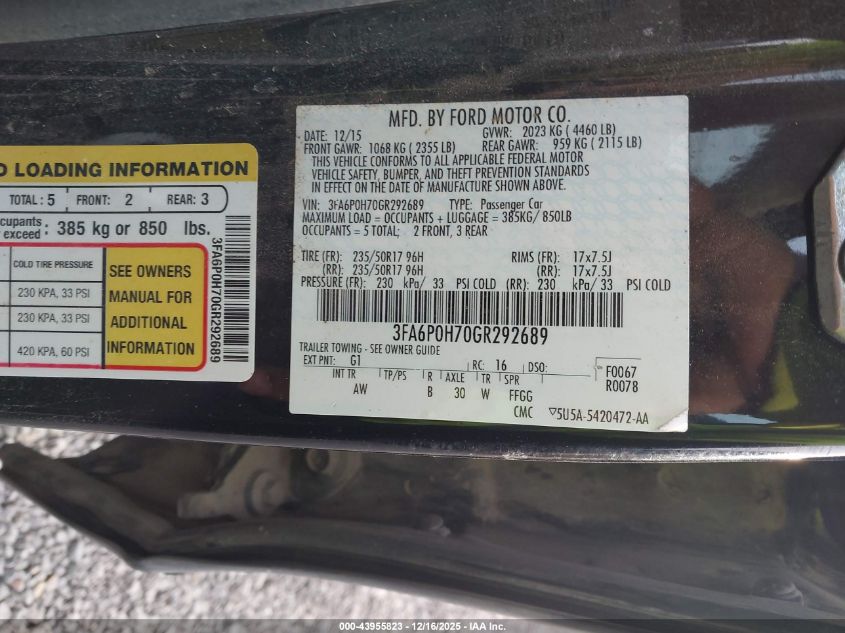 D LOADING INFORMATION
TOTAL: 5 FRONT: 2 REAR: 3
cupants
exceed : 385 kg or 850 lbs.
COLD TIRE PRESSURE
230 KPA, 33 PSI
230 KPA, 33 PSI
420 KPA, 60 PSI
SEE OWNERS
MANUAL FOR
ADDITIONAL
INFORMATION
3FA6P0H70GR292689
MFD. BY FORD MOTOR CO.
DATE: 12/15 GVWR: 2023 KG ( 4460 LB)
FRONT GAWR: 1068 KG ( 2355 LB) REAR GAWR: 959 KG ( 2115 LB)
THIS VEHICLE CONFORMS TO ALL APPLICABLE FEDERAL MOTOR
VEHICLE SAFETY, BUMPER, AND THEFT PREVENTION STANDARDS
IN EFFECT ON THE DATE OF MANUFACTURE SHOWN ABOVE.
VIN: 3FA6P0H70GR292689 TYPE: Passenger Car
MAXIMUM LOAD = OCCUPANTS + LUGGAGE = 385KG/ 850LB
OCCUPANTS = 5 TOTAL; 2 FRONT, 3 REAR
TIRE (FR): 235/50R17 96H RIMS (FR): 17x7.5J
(RR): 235/50R17 96H (RR): 17x7.5J
PRESSURE (FR): 230 kPa/ 33 PSI COLD (RR): 230 kPa/ 33 PSI COLD
3FA6P0H70GR292689
TRAILER TOWING - SEE OWNER GUIDE
EXT PNT: G1 RC: 16 DSO: F0067
R0078
INT TR TP/PS R AXLE TR SPR
AW B 30 W FFGG
CMC ▽5U5A-5420472-AA
000-43955823 | 12/16/2025 - IAA Inc.